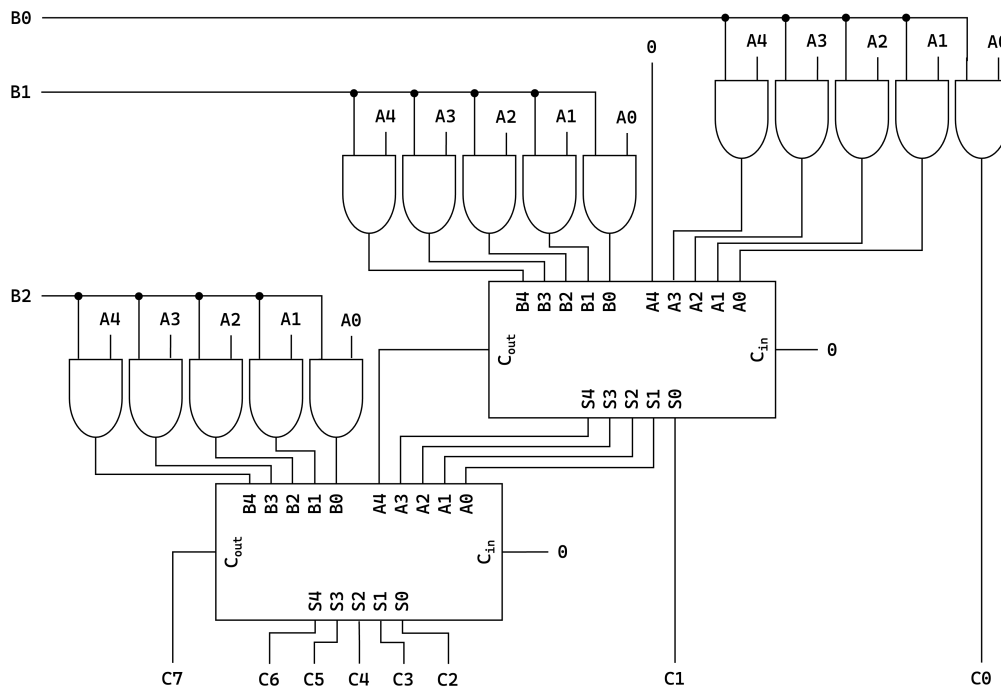 B0
A4 A3 A2 A1 A0
0
B1
A4 A3 A2 A1 A0
B4 B3 B2 B1 B0 A4 A3 A2 A1 A0
Cout Cin 0
S4 S3 S2 S1 S0
B2
A4 A3 A2 A1 A0
B4 B3 B2 B1 B0 A4 A3 A2 A1 A0
Cout Cin 0
S4 S3 S2 S1 S0
C7 C6 C5 C4 C3 C2 C1 C0